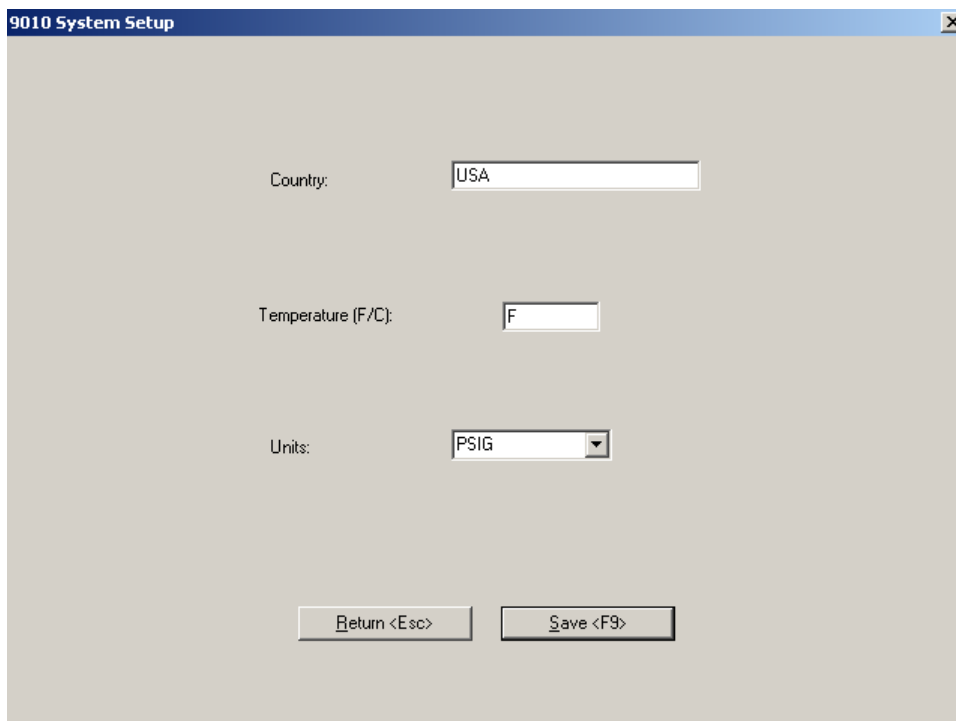 9010 System Setup
Country: USA
Temperature (F/C): F
Units: PSIG
Return <Esc> Save <F9>